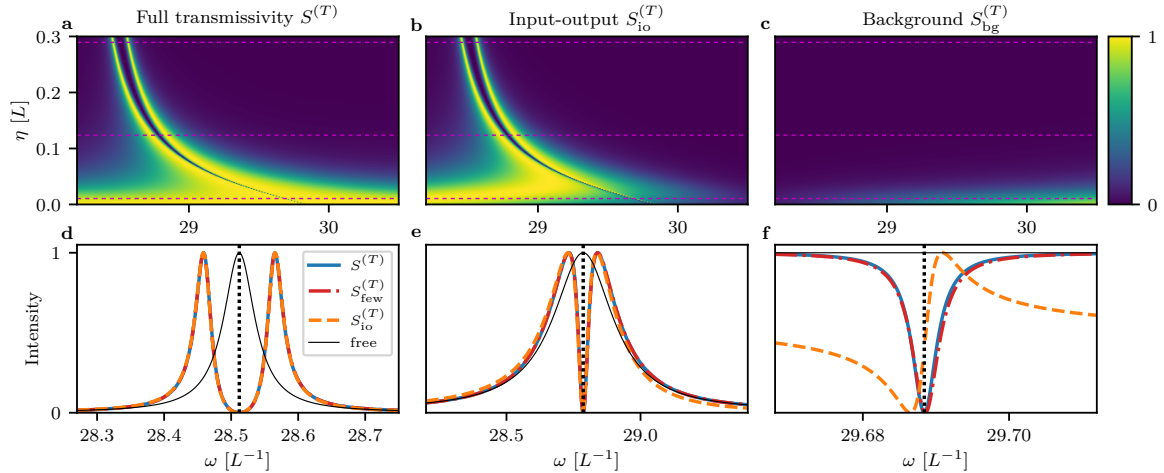 a Full transmissivity S^(T)
b Input-output S_io^(T)
c Background S_bg^(T)
0.3
0.2
0.1
0.0
η [L]
29 30
29 30
29 30
1
0
d
e
f
1
0
Intensity
S^(T)
S_few^(T)
S_io^(T)
free
28.3 28.4 28.5 28.6 28.7
28.5 29.0
29.68 29.70
ω [L⁻¹]
ω [L⁻¹]
ω [L⁻¹]